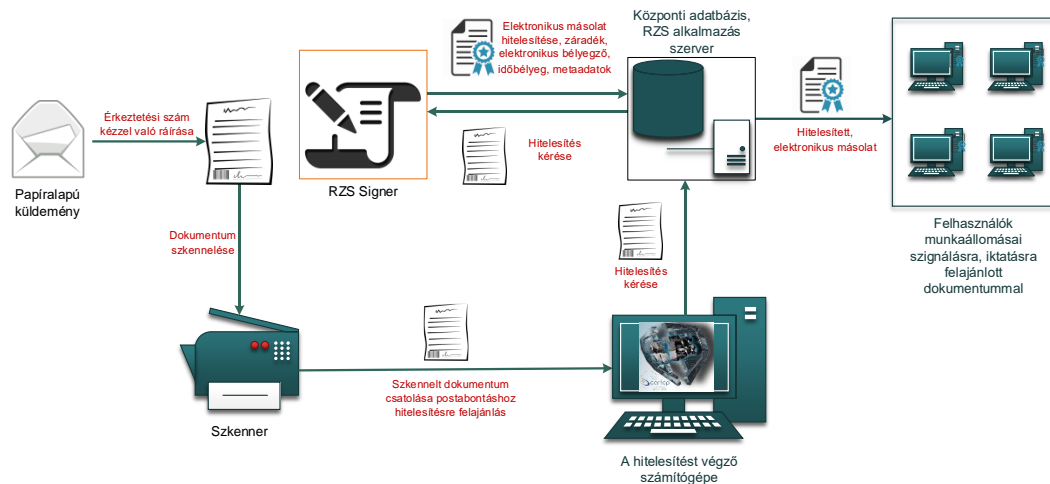 Elektronikus másolat
hitelesítése, záradék,
elektronikus bélyegző,
időbélyeg, metaadatok
Központi adatbázis,
RZS alkalmazás
szerver
Érkeztetési szám
kézzel való ráírása
Hitelesítés
kérése
Hitelesített,
elektronikus másolat
Papíralapú
küldemény
RZS Signer
Dokumentum
szkennelése
Hitelesítés
kérése
Felhasználók
munkaállomásai
szignálásra, iktatásra
felajánlott
dokumentummal
Szkennelt dokumentum
csatolása postabontáshoz
hitelesítésre felajánlás
Szkenner
A hitelesítést végző
számítógépe